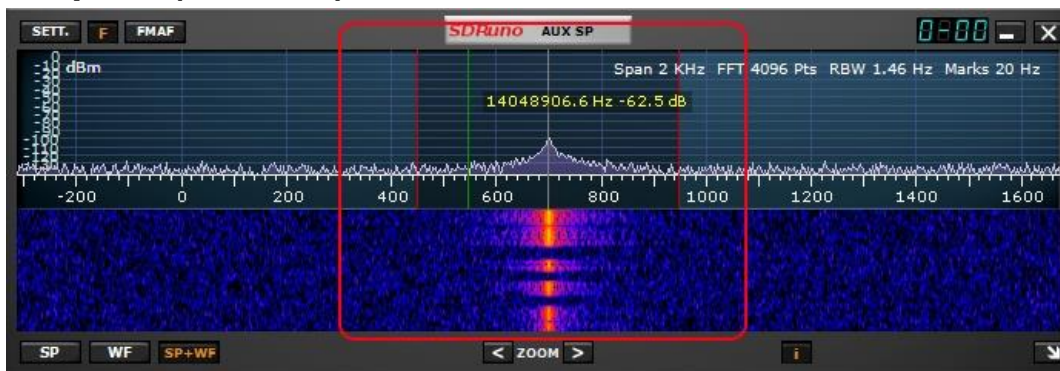 SETT. F FMAF SDRuno AUX SP 0-00
dBm Span 2 KHz FFT 4096 Pts RBW 1.46 Hz Marks 20 Hz
14048906.6 Hz -62.5 dB
-200 0 200 400 600 800 1000 1200 1400 1600
SP WF SP+WF < ZOOM > i